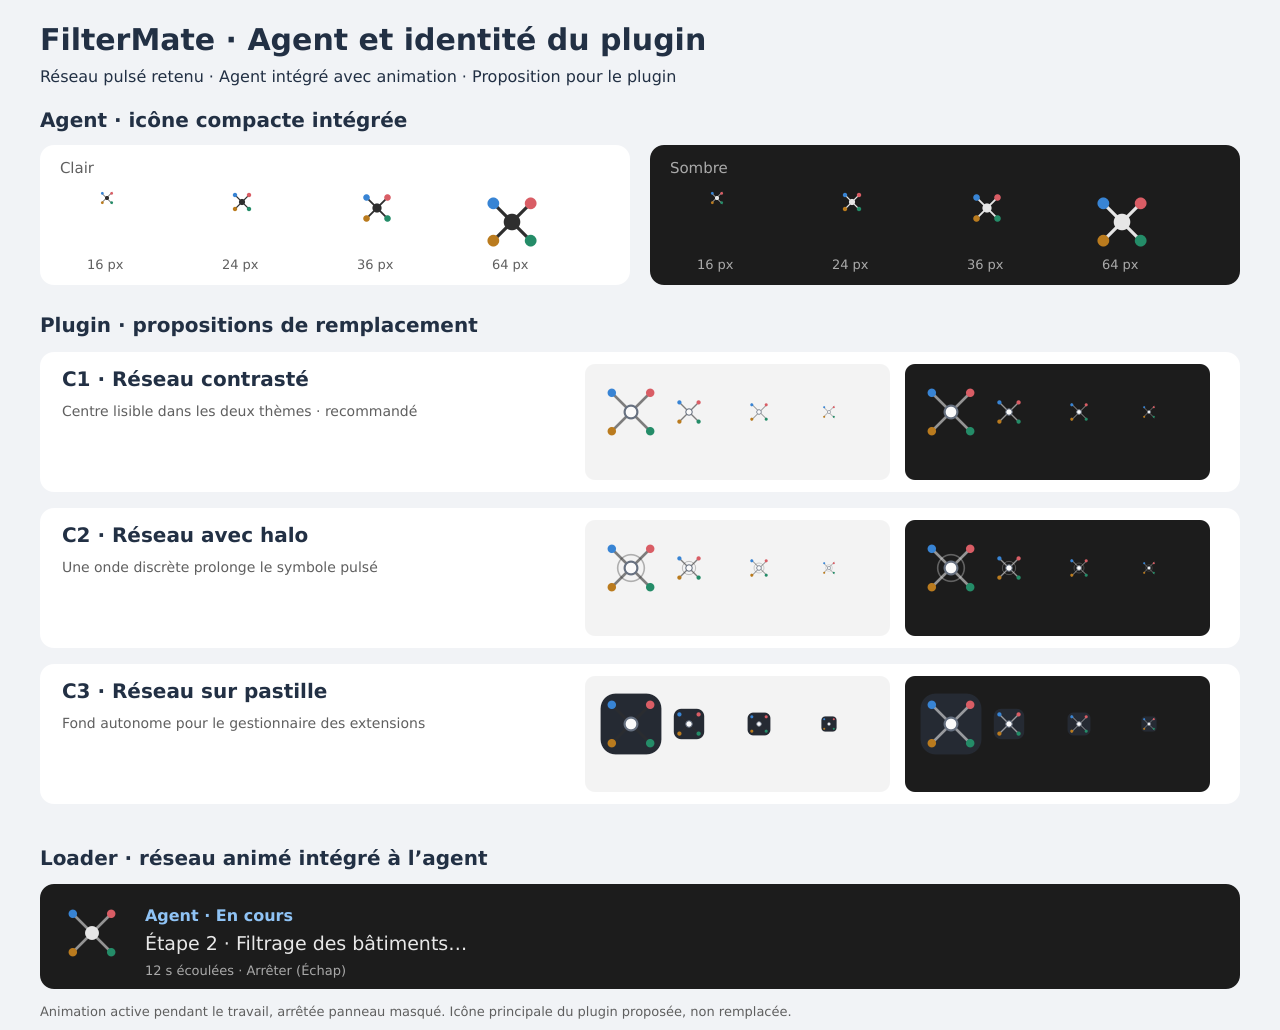 FilterMate · Agent et identité du plugin
Réseau pulsé retenu · Agent intégré avec animation · Proposition pour le plugin
Agent · icône compacte intégrée
Clair
16 px
24 px
36 px
64 px
Sombre
16 px
24 px
36 px
64 px
Plugin · propositions de remplacement
C1 · Réseau contrasté
Centre lisible dans les deux thèmes · recommandé
C2 · Réseau avec halo
Une onde discrète prolonge le symbole pulsé
C3 · Réseau sur pastille
Fond autonome pour le gestionnaire des extensions
Loader · réseau animé intégré à l’agent
Agent · En cours
Étape 2 · Filtrage des bâtiments…
12 s écoulées · Arrêter (Échap)
Animation active pendant le travail, arrêtée panneau masqué. Icône principale du plugin proposée, non remplacée.